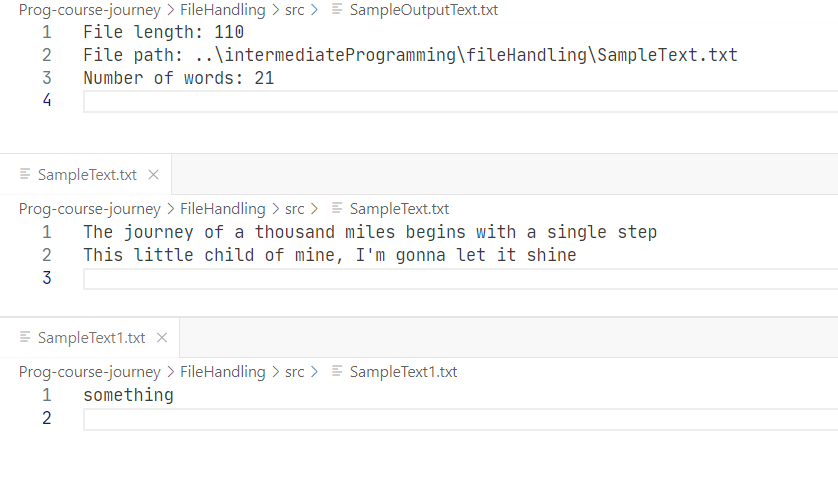 Prog-course-journey > FileHandling > src > SampleOutputText.txt
1 File length: 110
2 File path: ..\intermediateProgramming\fileHandling\SampleText.txt
3 Number of words: 21
4
SampleText.txt ×
Prog-course-journey > FileHandling > src > SampleText.txt
1 The journey of a thousand miles begins with a single step
2 This little child of mine, I'm gonna let it shine
3
SampleText1.txt ×
Prog-course-journey > FileHandling > src > SampleText1.txt
1 something
2